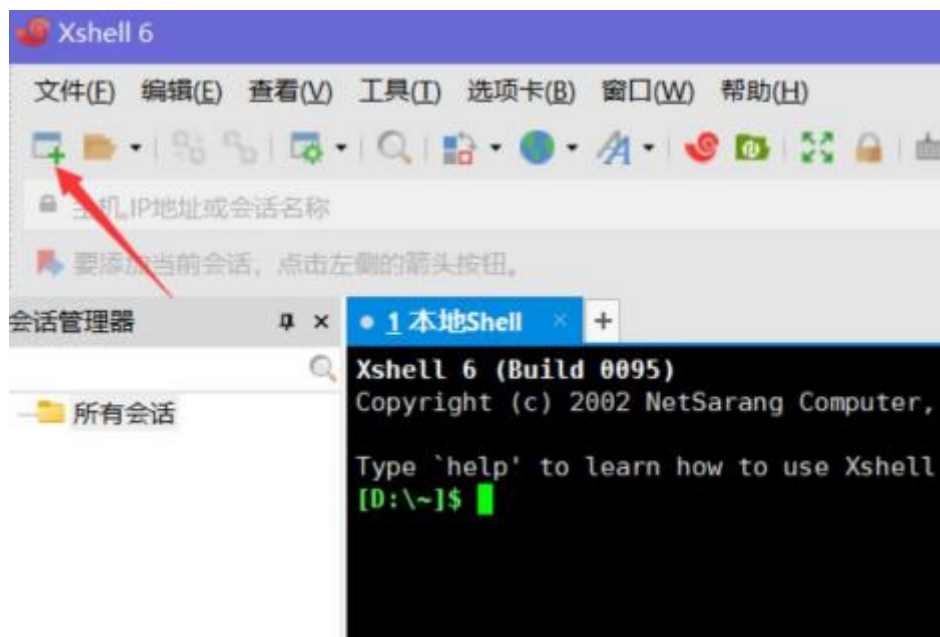 Xshell 6
文件(F) 编辑(E) 查看(V) 工具(T) 选项卡(B) 窗口(W) 帮助(H)
主机,IP地址或会话名称
要添加当前会话，点击左侧的箭头按钮。
会话管理器
1 本地Shell × +
所有会话
Xshell 6 (Build 0095)
Copyright (c) 2002 NetSarang Computer,
Type `help' to learn how to use Xshell
[D:\~]$